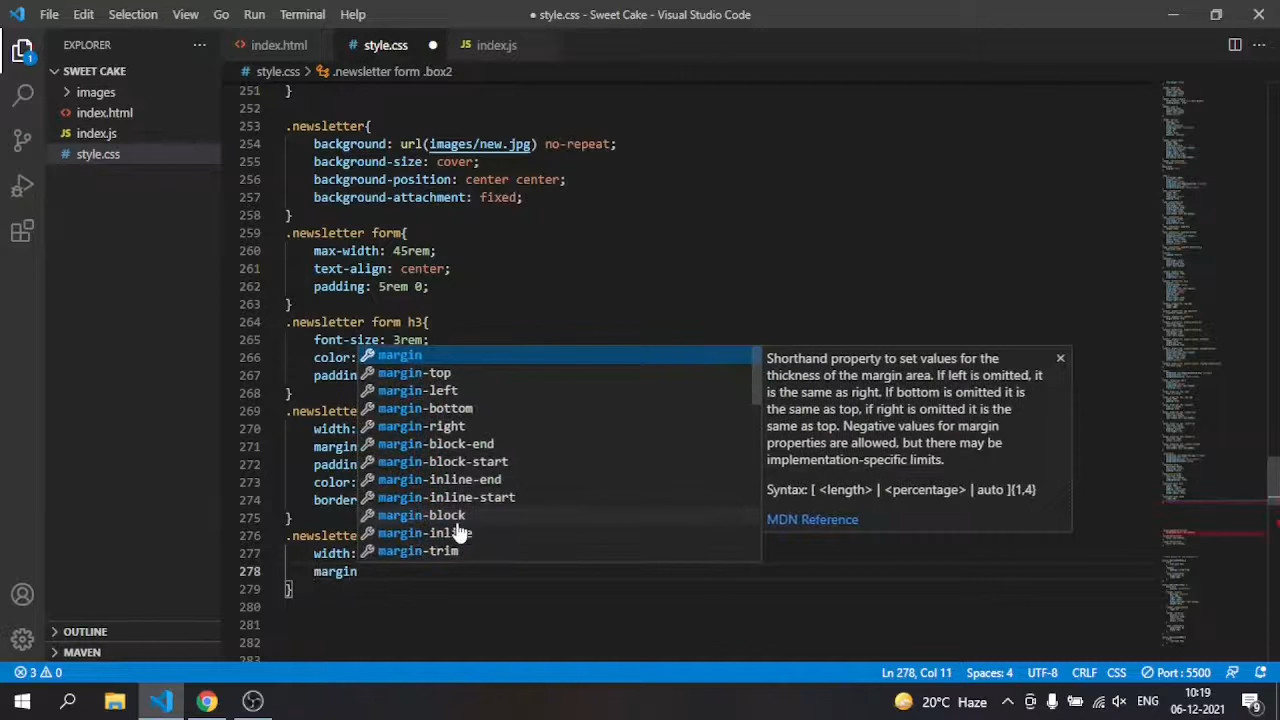 File Edit Selection View Go Run Terminal Help
● style.css - Sweet Cake - Visual Studio Code
EXPLORER
index.html
# style.css
JS index.js
# style.css > .newsletter form .box2
SWEET CAKE
images
index.html
JS index.js
# style.css
251 }
252
253 .newsletter{
254 background: url(images/new.jpg) no-repeat;
255 background-size: cover;
256 background-position: center center;
257 background-attachment: fixed;
258 }
259 .newsletter form{
260 max-width: 45rem;
261 text-align: center;
262 padding: 5rem 0;
263 }
264 .newsletter form h3{
265 font-size: 3rem;
266 color:
267 paddin
268 }
269 .newslette
270 width:
271 margin
272 paddin
273 color:
274 border
275 }
276 .newslette
277 width:
278 margin
279 }
280
281
282
283
margin
margin-top
margin-left
margin-bottom
margin-right
margin-block-end
margin-block-start
margin-inline-end
margin-inline-start
margin-block
margin-inline
margin-trim
Shorthand property to set values for the
thickness of the margin area. If left is omitted, it
is the same as right. If bottom is omitted it is
the same as top, if right is omitted it is the
same as top. Negative values for margin
properties are allowed, but there may be
implementation-specific limits.
Syntax: [ <length> | <percentage> | auto ]{1,4}
MDN Reference
1
OUTLINE
MAVEN
3 0
Ln 278, Col 11 Spaces: 4 UTF-8 CRLF CSS Port : 5500
20°C Haze
ENG
10:19
06-12-2021
9